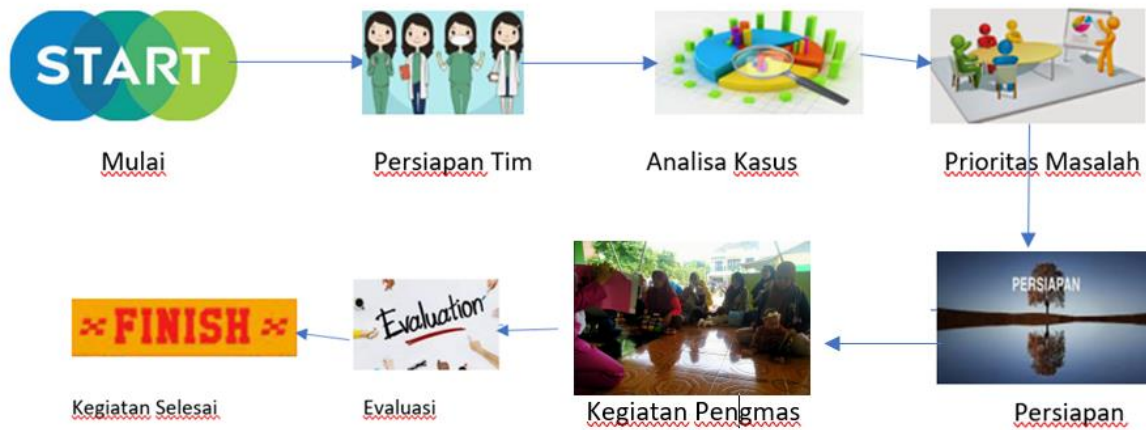 START
Mulai
Persiapan Tim
Analisa Kasus
Prioritas Masalah
PERSIAPAN
Persiapan
Kegiatan Pengmas
Evaluation
Evaluasi
FINISH
Kegiatan Selesai